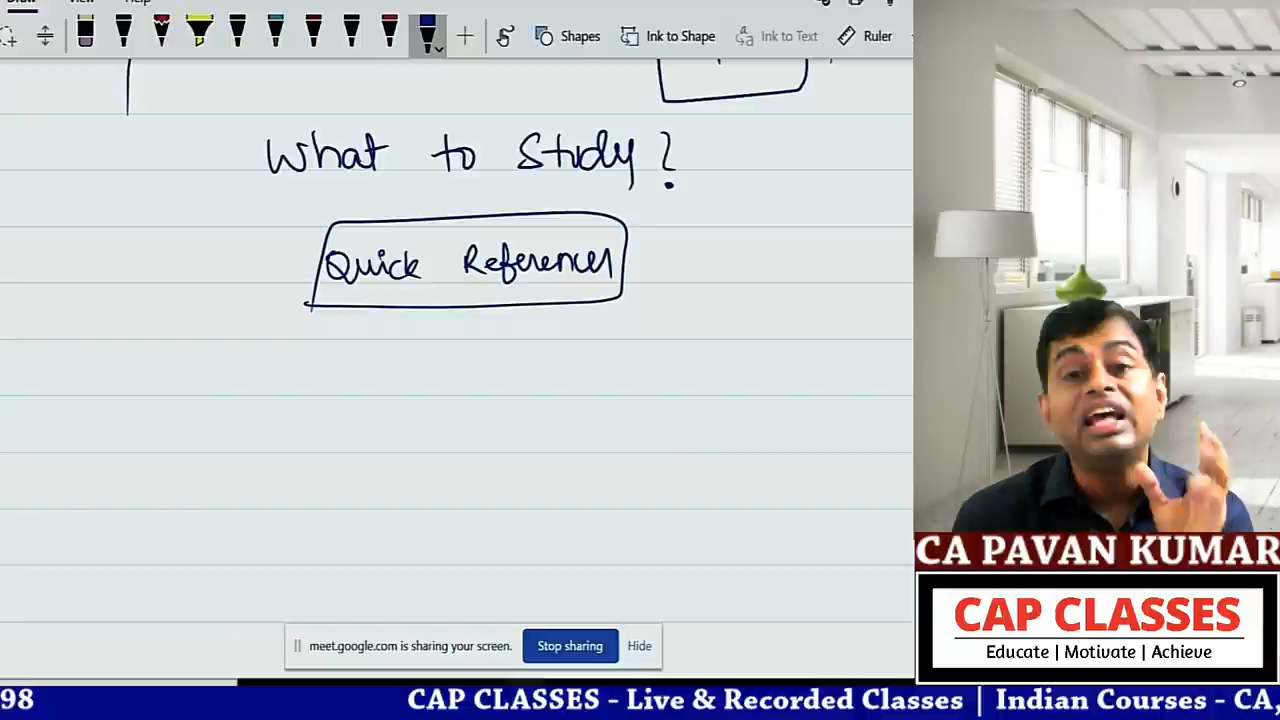 Shapes Ink to Shape Ink to Text Ruler
What to Study?
Quick References
meet.google.com is sharing your screen. Stop sharing Hide
CA PAVAN KUMAR
CAP CLASSES
Educate | Motivate | Achieve
98 CAP CLASSES - Live & Recorded Classes | Indian Courses - CA,